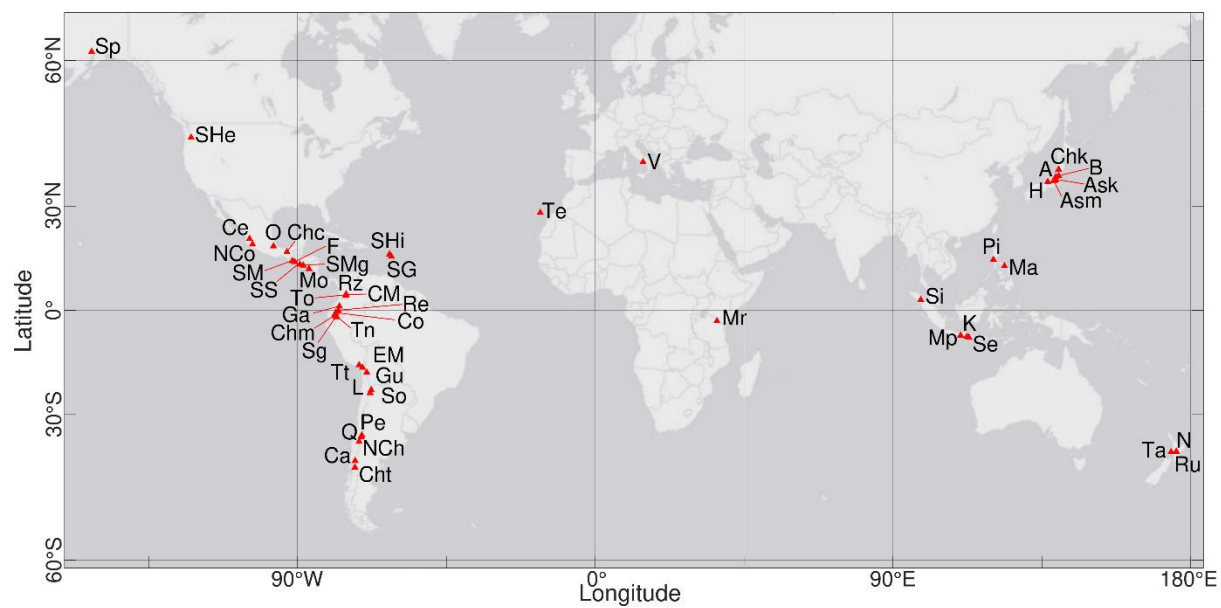 Sp
60°N
SHe
V
Chk
A
B
H
Ask
Asm
30°N
Te
Ce
O
Chc
F
SHi
NCo
SM
SMg
SG
Pi
SS
Mo
Ma
Rz
To
CM
Si
Latitude
0°
Ga
Re
Mr
K
Chm
Co
Mp
Se
Tn
Sg
EM
Tt
Gu
L
So
30°S
Pe
Q
NCh
N
Ca
Ta
Ru
Cht
60°S
90°W
0°
90°E
180°E
Longitude